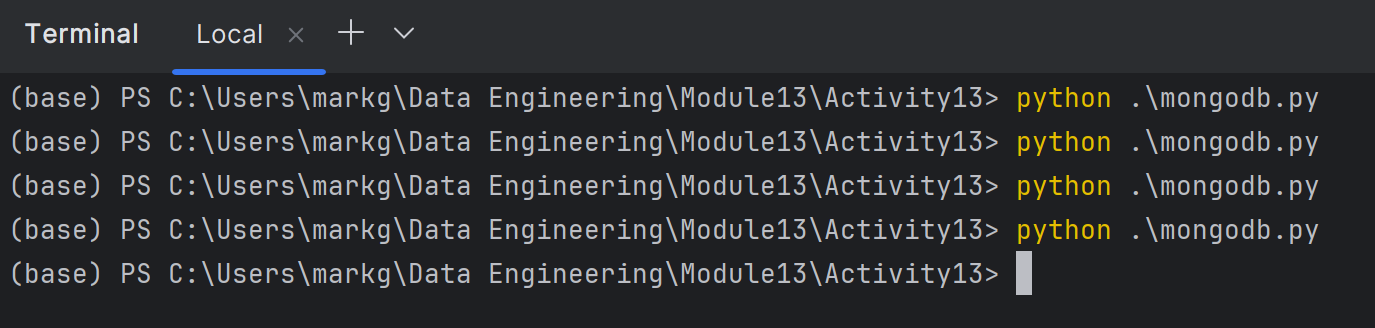 Terminal Local
(base) PS C:\Users\markg\Data Engineering\Module13\Activity13> python .\mongodb.py
(base) PS C:\Users\markg\Data Engineering\Module13\Activity13> python .\mongodb.py
(base) PS C:\Users\markg\Data Engineering\Module13\Activity13> python .\mongodb.py
(base) PS C:\Users\markg\Data Engineering\Module13\Activity13> python .\mongodb.py
(base) PS C:\Users\markg\Data Engineering\Module13\Activity13>